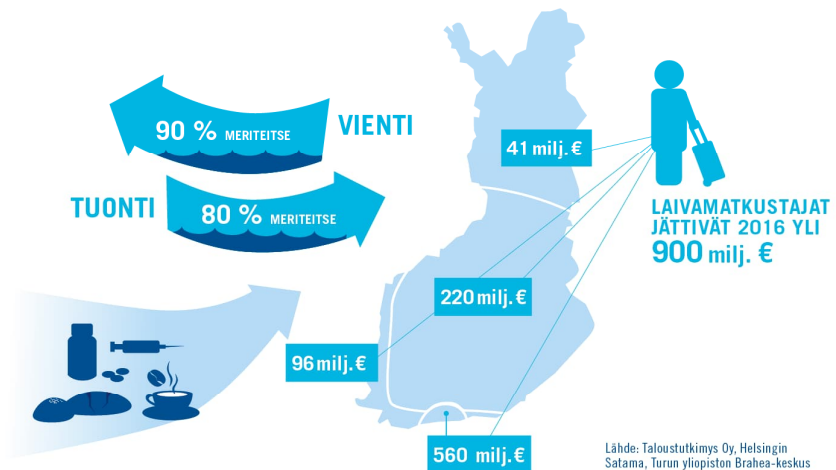 90 % MERITEITSE
VIENTI
TUONTI
80 % MERITEITSE
41 milj. €
220 milj. €
96 milj. €
560 milj. €
LAIVAMATKUSTAJAT
JÄTTIVÄT 2016 YLI
900 milj. €
Lähde: Taloustutkimys Oy, Helsingin
Satama, Turun yliopiston Brahea-keskus